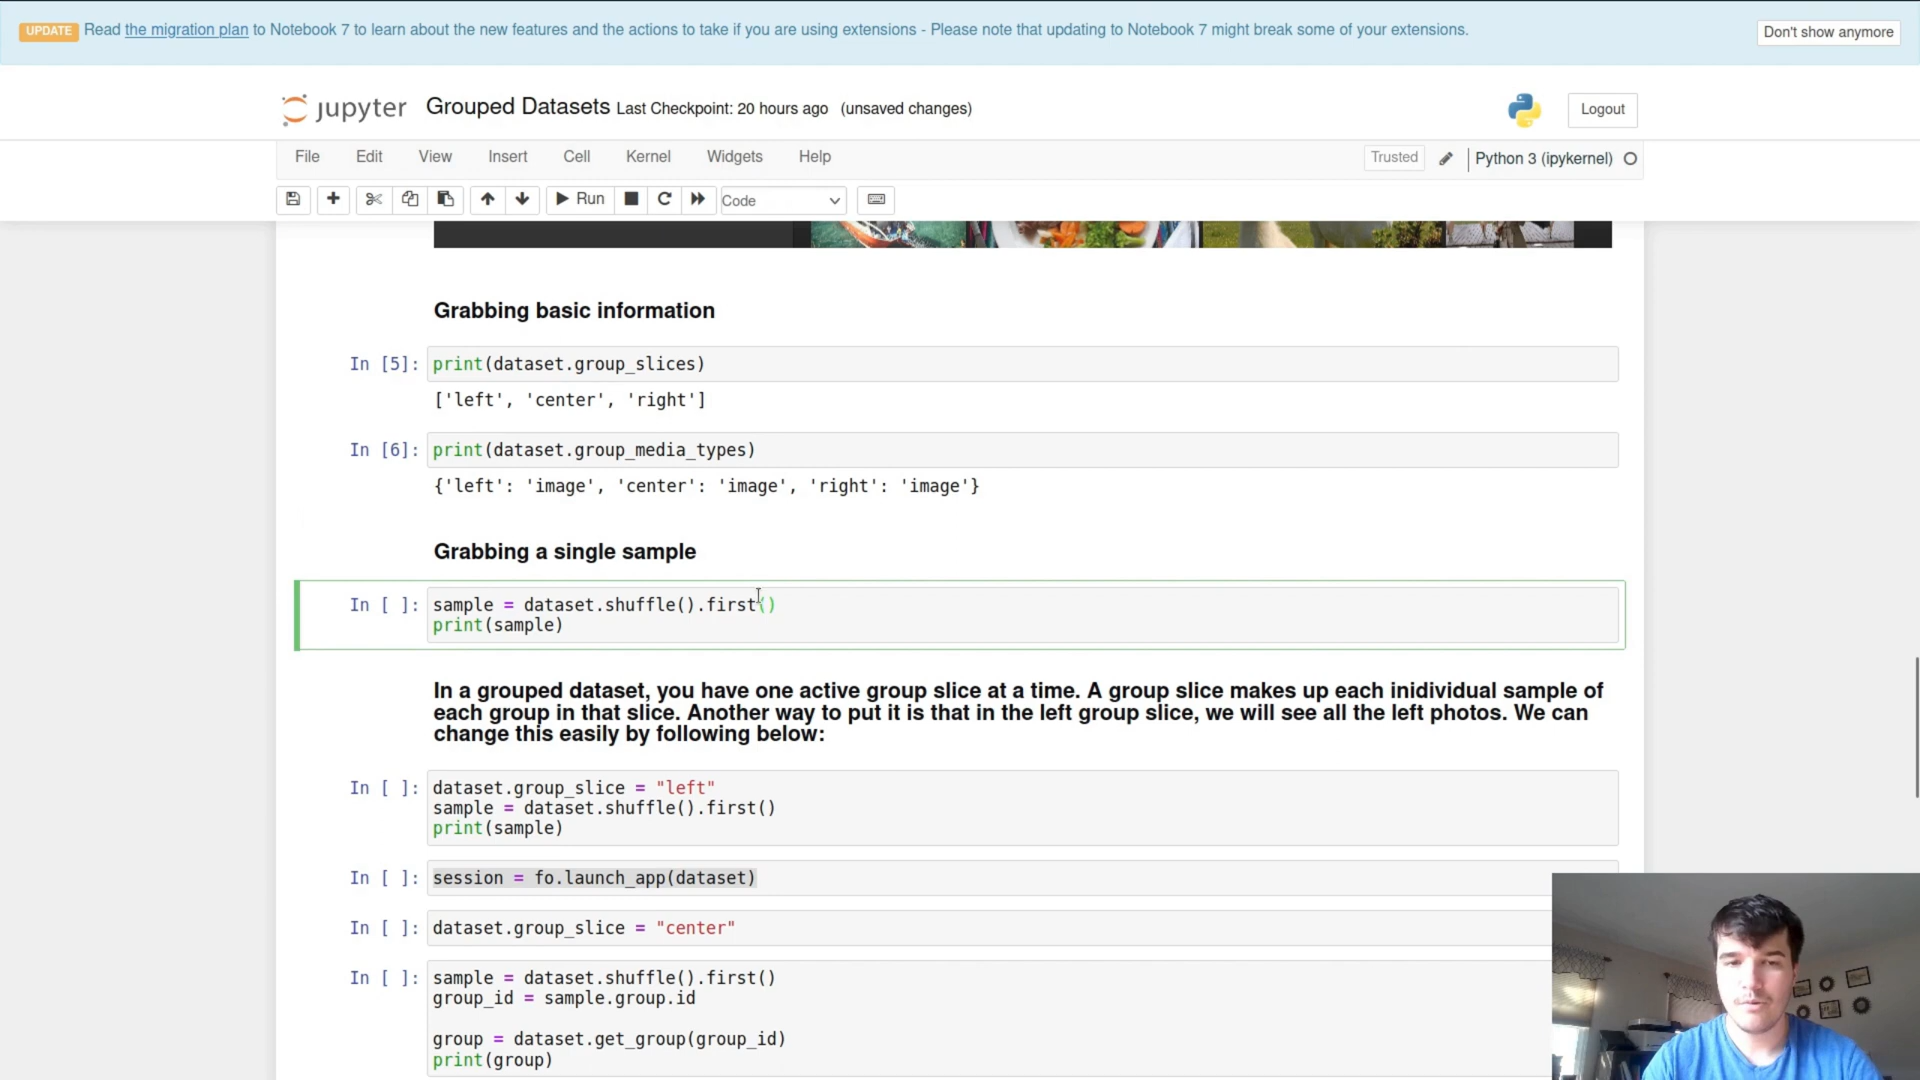 UPDATE Read the migration plan to Notebook 7 to learn about the new features and the actions to take if you are using extensions - Please note that updating to Notebook 7 might break some of your extensions. Don't show anymore
jupyter Grouped Datasets Last Checkpoint: 20 hours ago (unsaved changes) Logout
File Edit View Insert Cell Kernel Widgets Help Trusted Python 3 (ipykernel)
Run Code
Grabbing basic information
In [5]: print(dataset.group_slices)
['left', 'center', 'right']
In [6]: print(dataset.group_media_types)
{'left': 'image', 'center': 'image', 'right': 'image'}
Grabbing a single sample
In [ ]: sample = dataset.shuffle().first()
print(sample)
In a grouped dataset, you have one active group slice at a time. A group slice makes up each inidividual sample of
each group in that slice. Another way to put it is that in the left group slice, we will see all the left photos. We can
change this easily by following below:
In [ ]: dataset.group_slice = "left"
sample = dataset.shuffle().first()
print(sample)
In [ ]: session = fo.launch_app(dataset)
In [ ]: dataset.group_slice = "center"
In [ ]: sample = dataset.shuffle().first()
group_id = sample.group.id
group = dataset.get_group(group_id)
print(group)